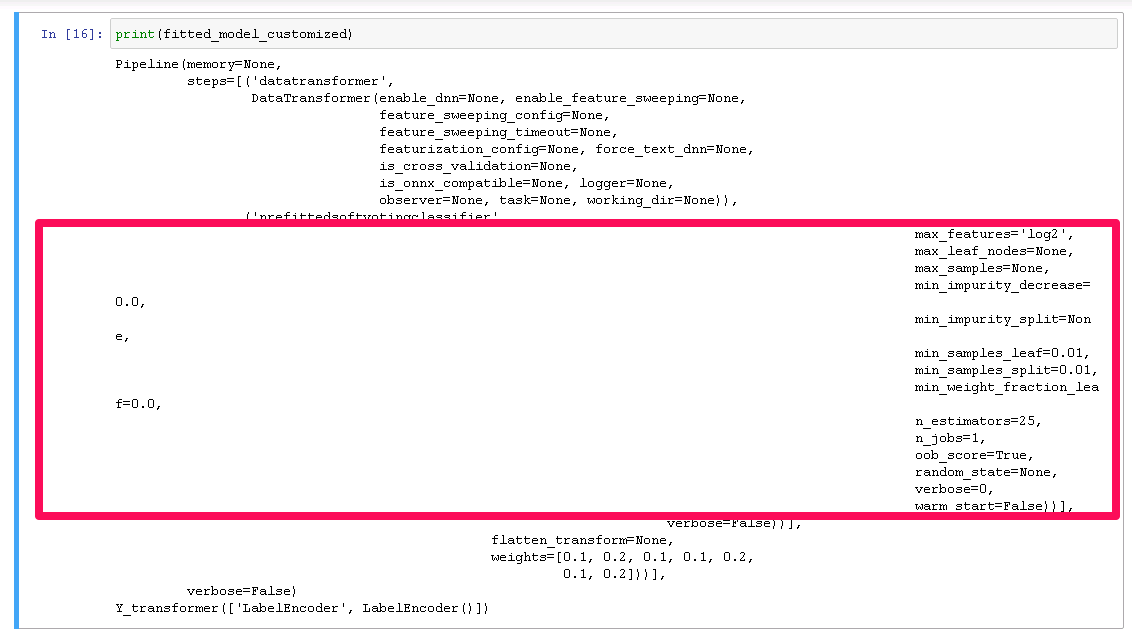 In [16]: print(fitted_model_customized)
Pipeline(memory=None,
steps=[('datatransformer',
DataTransformer(enable_dnn=None, enable_feature_sweeping=None,
feature_sweeping_config=None,
feature_sweeping_timeout=None,
featurization_config=None, force_text_dnn=None,
is_cross_validation=None,
is_onnx_compatible=None, logger=None,
observer=None, task=None, working_dir=None)),
('prefittedsoftvotingclassifier'
max_features='log2',
max_leaf_nodes=None,
max_samples=None,
min_impurity_decrease=
0.0,
min_impurity_split=Non
e,
min_samples_leaf=0.01,
min_samples_split=0.01,
min_weight_fraction_lea
f=0.0,
n_estimators=25,
n_jobs=1,
oob_score=True,
random_state=None,
verbose=0,
warm_start=False))],
verbose=False))],
flatten_transform=None,
weights=[0.1, 0.2, 0.1, 0.1, 0.2,
0.1, 0.2]))],
verbose=False)
Y_transformer(['LabelEncoder', LabelEncoder()])